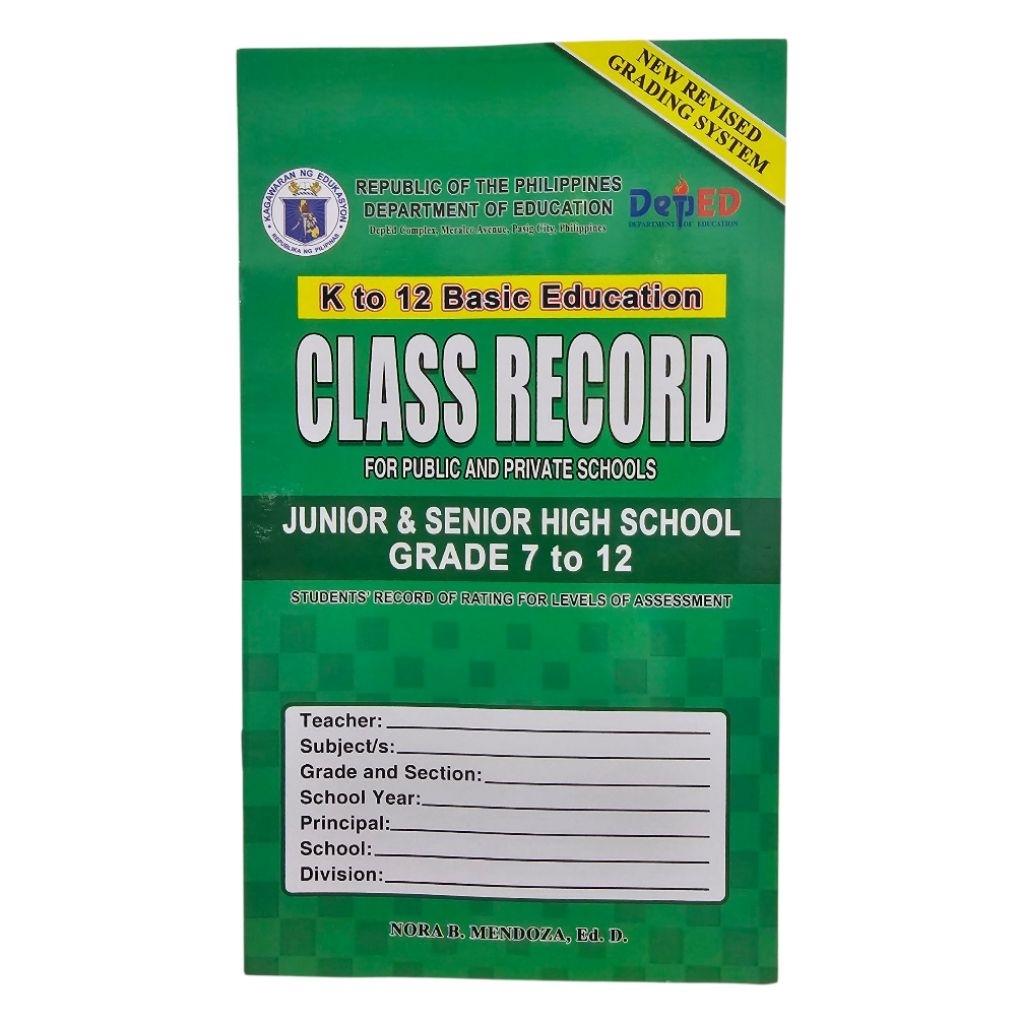 NEW REVISED
GRADING SYSTEM
KAGAWARAN NG EDUKASYON
REPUBLIKA NG PILIPINAS
REPUBLIC OF THE PHILIPPINES
DEPARTMENT OF EDUCATION
DepEd Complex, Meralco Avenue, Pasig City, Philippines
DepED
DEPARTMENT OF EDUCATION
K to 12 Basic Education
CLASS RECORD
FOR PUBLIC AND PRIVATE SCHOOLS
JUNIOR & SENIOR HIGH SCHOOL
GRADE 7 to 12
STUDENTS' RECORD OF RATING FOR LEVELS OF ASSESSMENT
Teacher:
Subject/s:
Grade and Section:
School Year:
Principal:
School:
Division:
NORA B. MENDOZA, Ed. D.